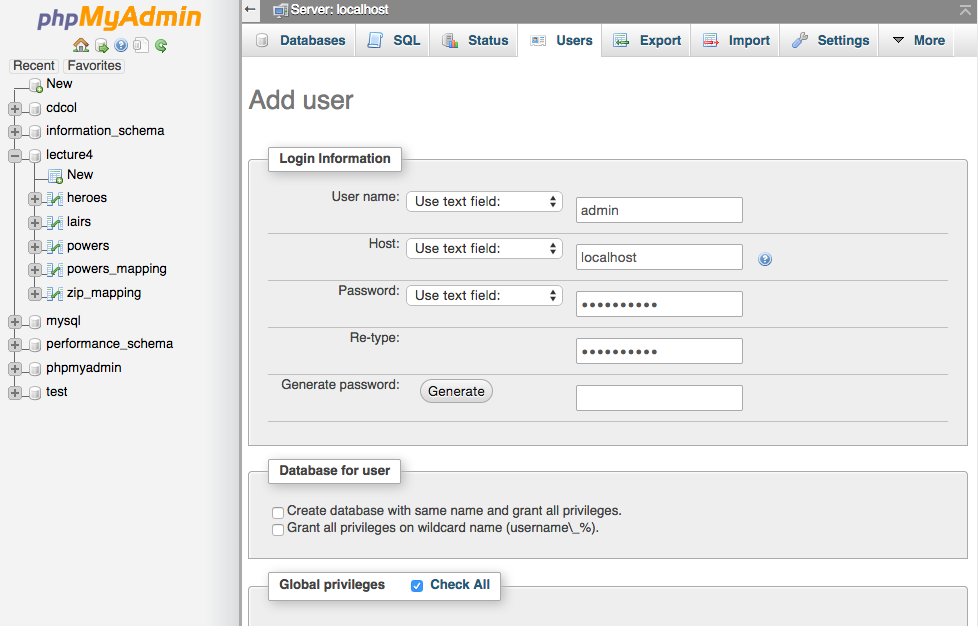 phpMyAdmin
Recent Favorites
New
cdcol
information_schema
lecture4
New
heroes
lairs
powers
powers_mapping
zip_mapping
mysql
performance_schema
phpmyadmin
test
Server: localhost
Databases SQL Status Users Export Import Settings More
Add user
Login Information
User name: Use text field: admin
Host: Use text field: localhost
Password: Use text field: ••••••••••
Re-type: ••••••••••
Generate password: Generate
Database for user
Create database with same name and grant all privileges.
Grant all privileges on wildcard name (username\_%).
Global privileges Check All